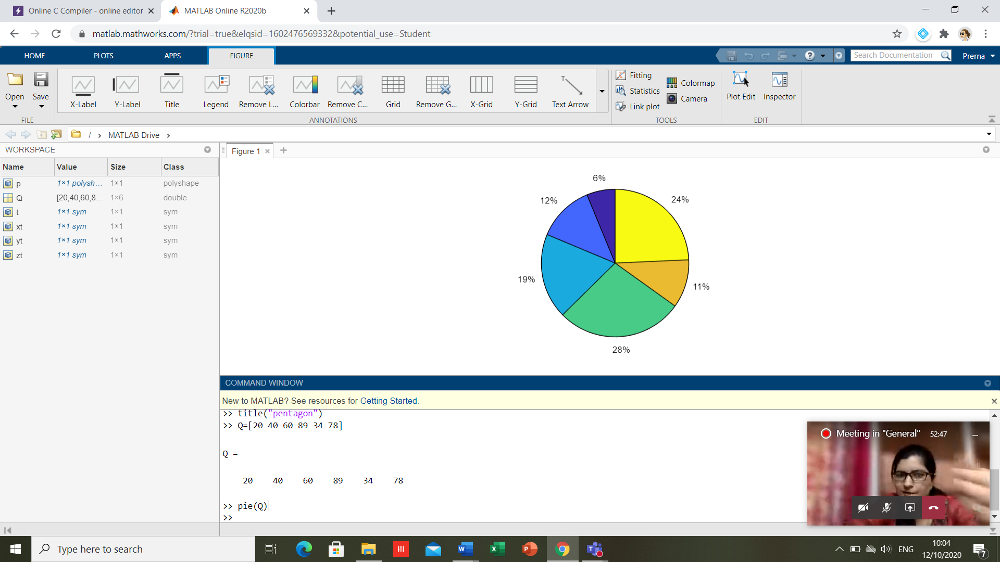 Online C Compiler - online editor
MATLAB Online R2020b
matlab.mathworks.com/?trial=true&elqsid=1602476569332&potential_use=Student
HOME PLOTS APPS FIGURE
Search Documentation
Prerna
Open Save
X-Label Y-Label Title Legend Remove L... Colorbar Remove C... Grid Remove G... X-Grid Y-Grid Text Arrow
Fitting
Statistics
Link plot
Colormap
Camera
Plot Edit Inspector
FILE ANNOTATIONS TOOLS EDIT
/ › MATLAB Drive ›
WORKSPACE
Name Value Size Class
p 1×1 polysh... 1×1 polyshape
Q [20,40,60,8... 1×6 double
t 1×1 sym 1×1 sym
xt 1×1 sym 1×1 sym
yt 1×1 sym 1×1 sym
zt 1×1 sym 1×1 sym
Figure 1
6%
24%
12%
19%
11%
28%
COMMAND WINDOW
New to MATLAB? See resources for Getting Started.
>> title("pentagon")
>> Q=[20 40 60 89 34 78]
Q =
20 40 60 89 34 78
>> pie(Q)
>>
Meeting in "General" 52:47
Type here to search
ENG
10:04
12/10/2020
7